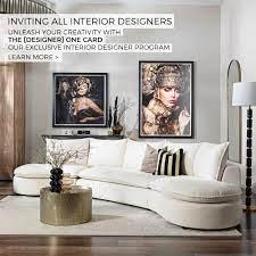 INVITING ALL INTERIOR DESIGNERS
UNLEASH YOUR CREATIVITY WITH
THE {DESIGNER} ONE CARD
OUR EXCLUSIVE INTERIOR DESIGNER PROGRAM
LEARN MORE >